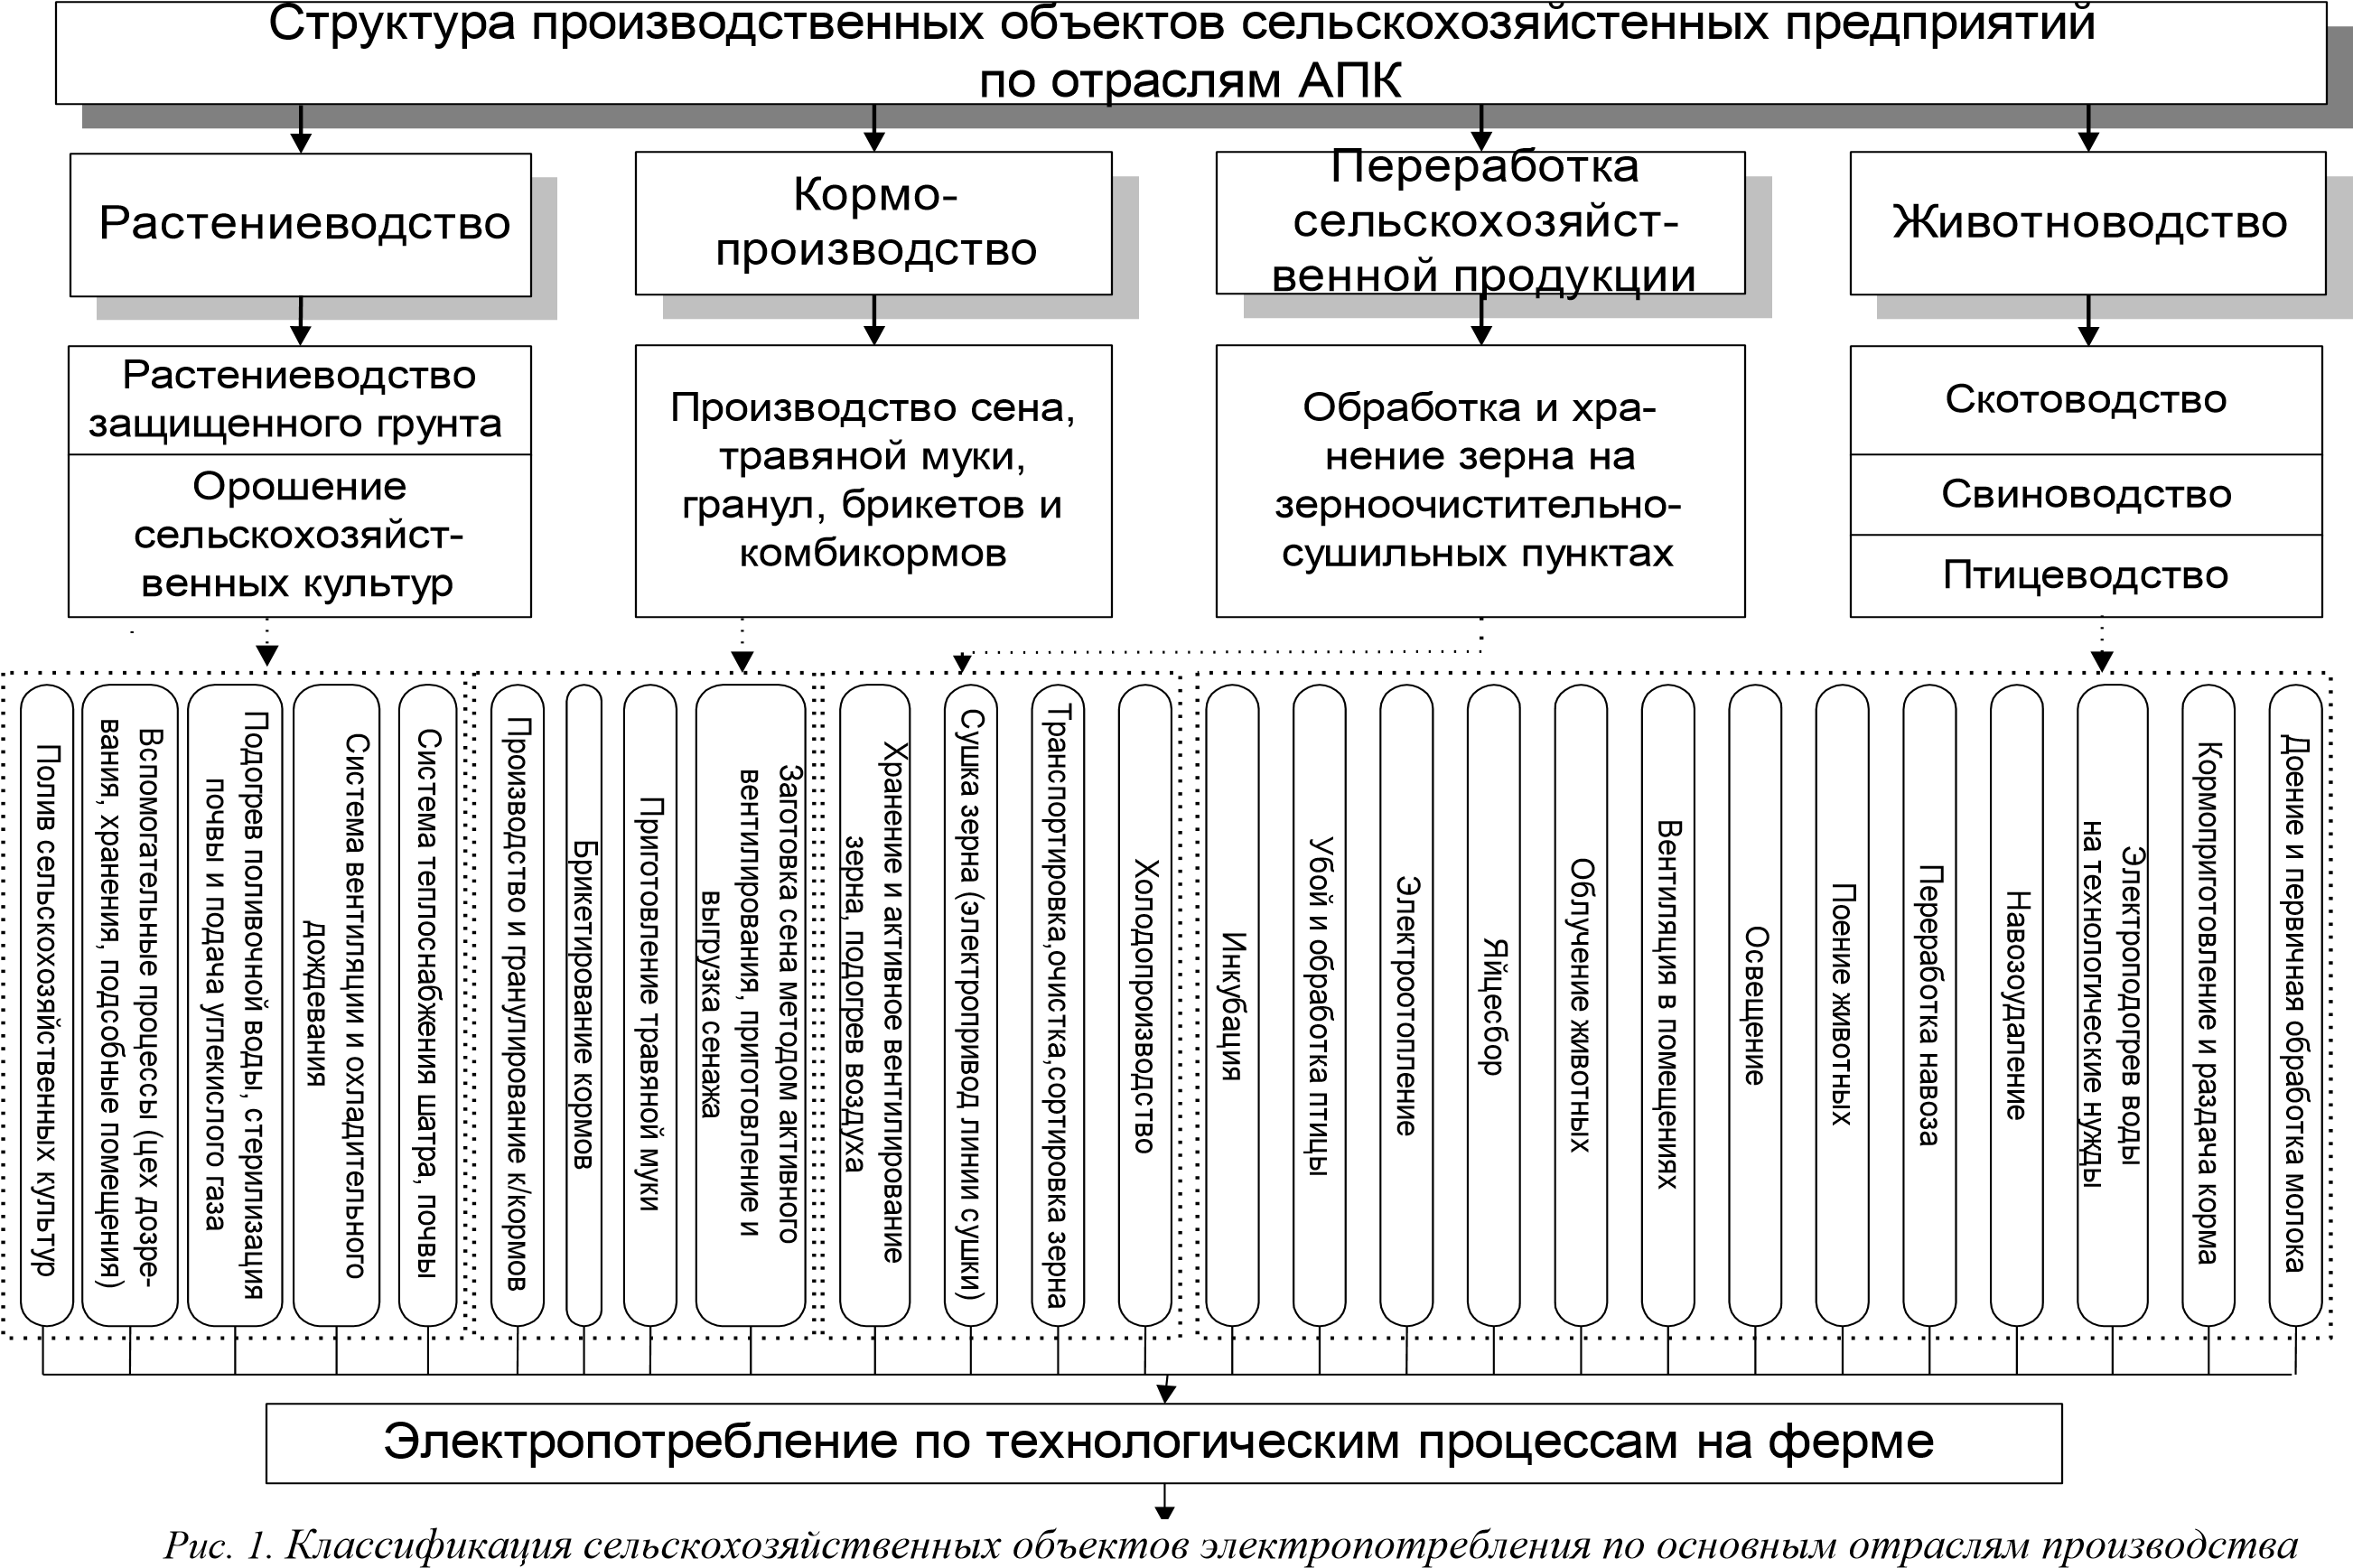 Структура производственных объектов сельскохозяйстенных предприятий
по отраслям АПК
Растениеводство
Кормо-
производство
Переработка
сельскохозяйст-
венной продукции
Животноводство
Растениеводство
защищенного грунта
Орошение
сельскохозяйст-
венных культур
Производство сена,
травяной муки,
гранул, брикетов и
комбикормов
Обработка и хра-
нение зерна на
зерноочистительно-
сушильных пунктах
Скотоводство
Свиноводство
Птицеводство
Полив сельскохозяйственных культур
Вспомогательные процессы (цех дозре-
вания, хранения, подсобные помещения)
Подогрев поливочной воды, стерилизация
почвы и подача углекислого газа
Система вентиляции и охладительного
дождевания
Система теплоснабжения шатра, почвы
Производство и гранулирование к/кормов
Брикетирование кормов
Приготовление травяной муки
Заготовка сена методом активного
вентилирования, приготовление и
выгрузка сенажа
Хранение и активное вентилирование
зерна, подогрев воздуха
Сушка зерна (электропривод линии сушки)
Транспортировка,очистка,сортировка зерна
Холодопроизводство
Инкубация
Убой и обработка птицы
Электроотопление
Яйцесбор
Облучение животных
Вентиляция в помещениях
Освещение
Поение животных
Переработка навоза
Навозоудаление
Электроподогрев воды
на технологические нужды
Кормоприготовление и раздача корма
Доение и первичная обработка молока
Электропотребление по технологическим процессам на ферме
Рис. 1. Классификация сельскохозяйственных объектов электропотребления по основным отраслям производства